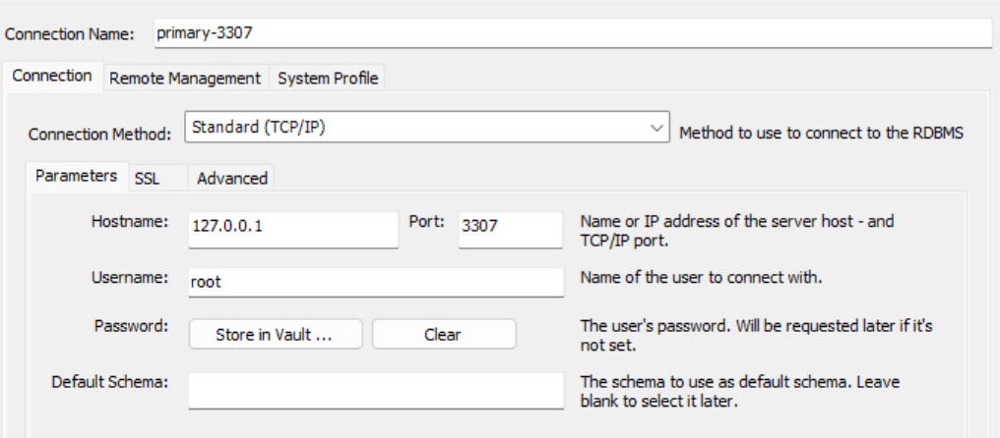 Connection Name: primary-3307
Connection Remote Management System Profile
Connection Method: Standard (TCP/IP) Method to use to connect to the RDBMS
Parameters SSL Advanced
Hostname: 127.0.0.1 Port: 3307 Name or IP address of the server host - and
TCP/IP port.
Username: root Name of the user to connect with.
Password: Store in Vault ... Clear The user's password. Will be requested later if it's
not set.
Default Schema: The schema to use as default schema. Leave
blank to select it later.